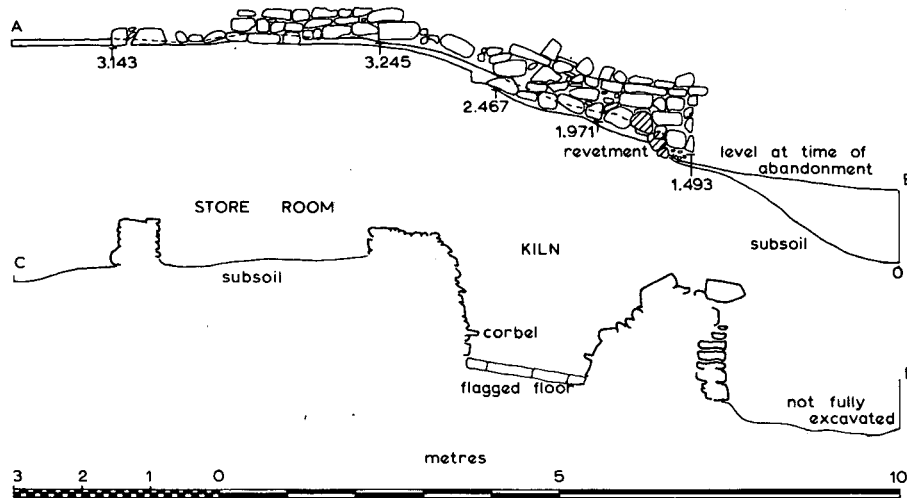 A
3.143
3.245
2.467
1.971
revetment
1.493
level at time of
abandonment
STORE ROOM
KILN
subsoil
0
C
subsoil
corbel
flagged floor
not fully
excavated
metres
3 2 1 0 5 10